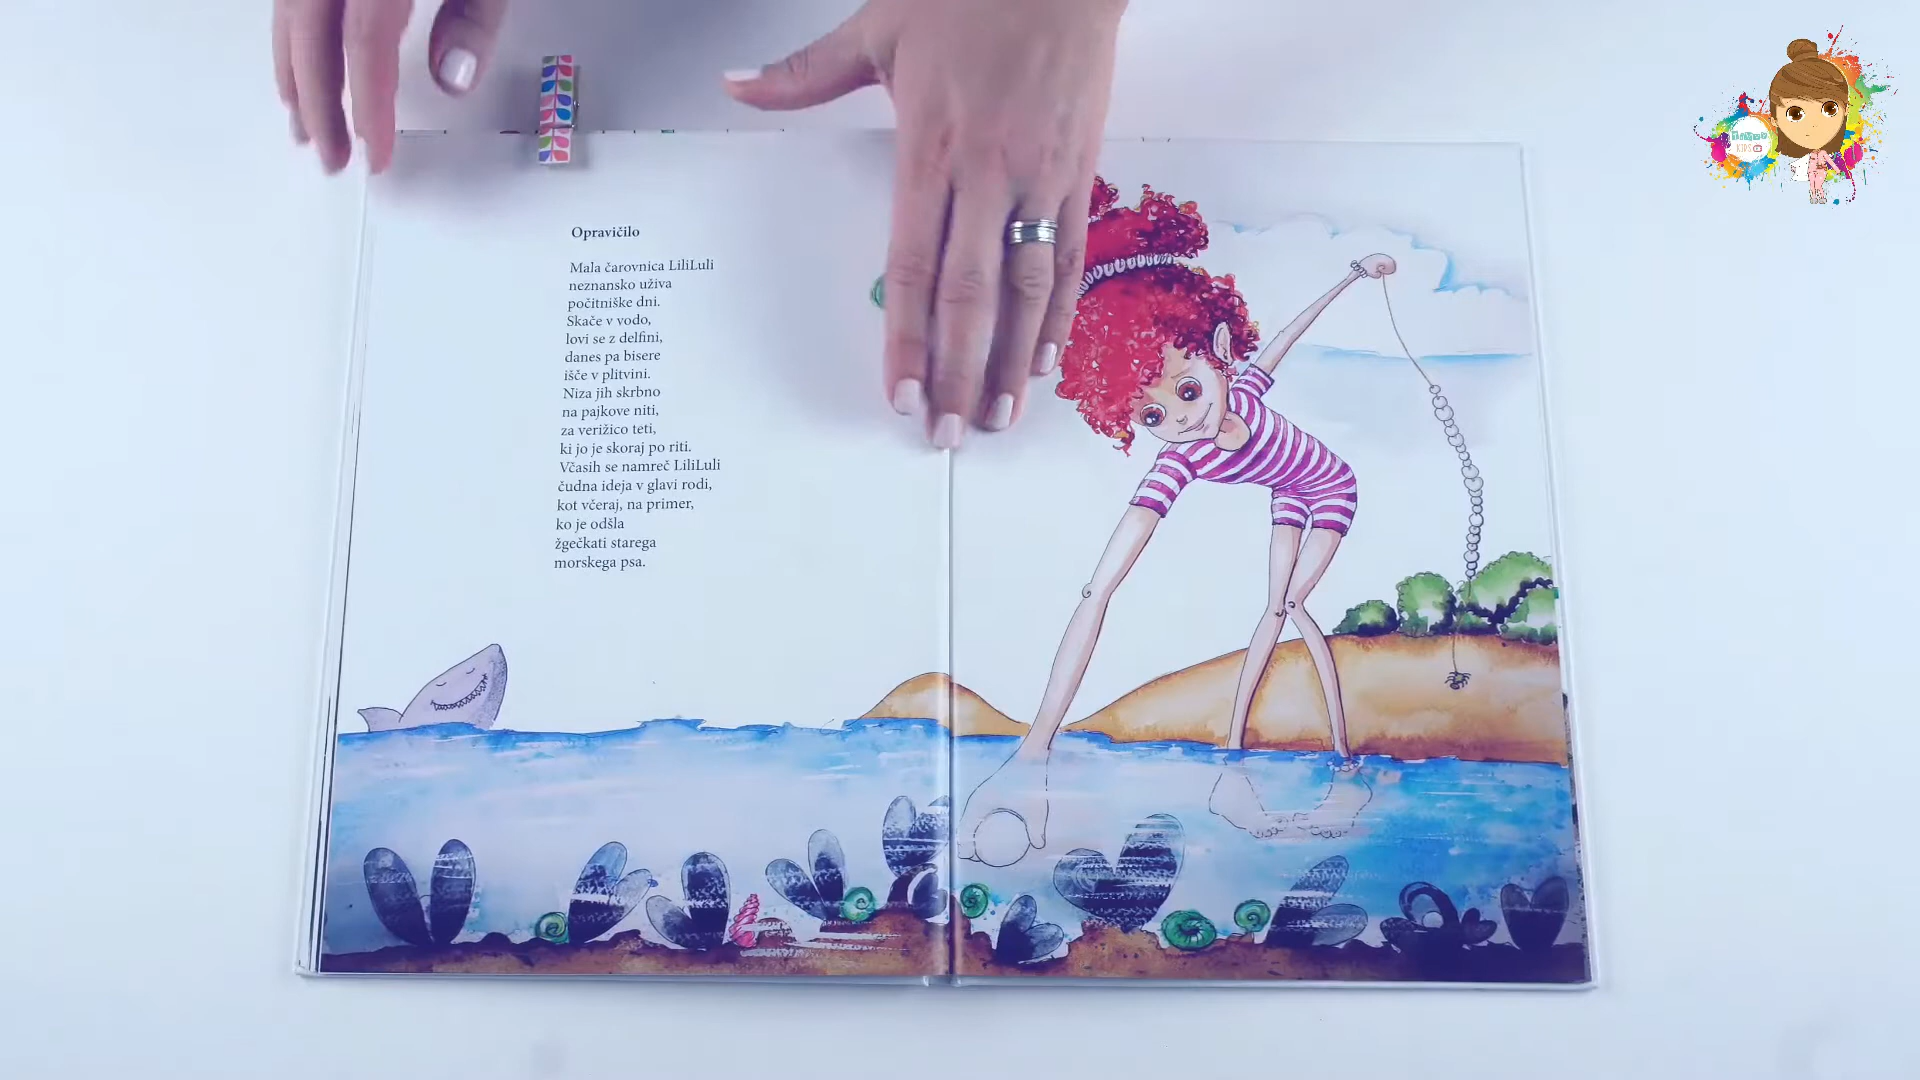 Opravičilo
Mala čarovnica LiliLuli
neznansko uživa
počitniške dni.
Skače v vodo,
lovi se z delfini,
danes pa bisere
išče v plitvini.
Niza jih skrbno
na pajkove niti,
za verižico teti,
ki jo je skoraj po riti.
Včasih se namreč LiliLuli
čudna ideja v glavi rodi,
kot včeraj, na primer,
ko je odšla
žgečkati starega
morskega psa.
KIDS